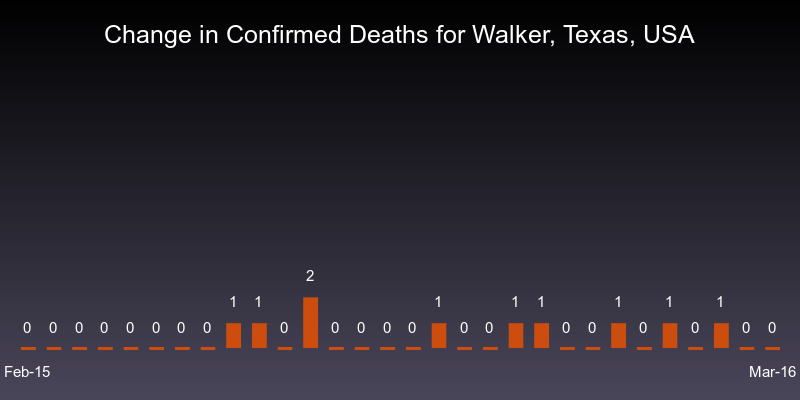 Change in Confirmed Deaths for Walker, Texas, USA
2
1 1 1 1 1 1 1 1
0 0 0 0 0 0 0 0 0 0 0 0 0 0 0 0 0 0 0 0 0
Feb-15 Mar-16